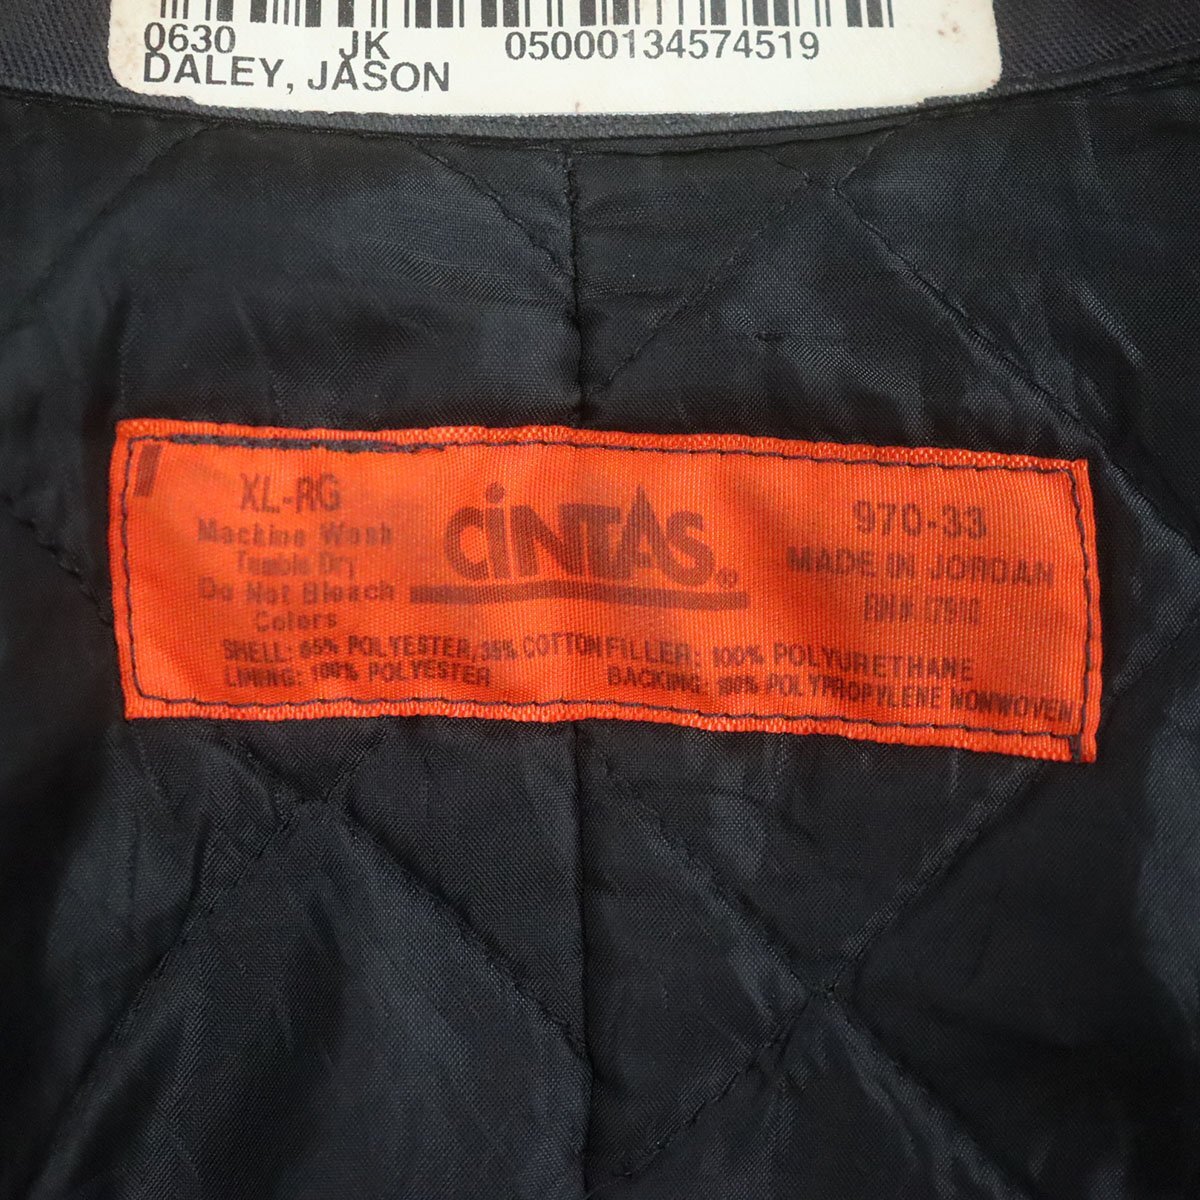 0630 JK 05000134574519
DALEY, JASON
XL-RG
Machine Wash
Tumble Dry
Do Not Bleach
Colors
CINTAS®
970-33
MADE IN JORDAN
SHELL: 65% POLYESTER, 35% COTTON
LINING: 100% POLYESTER
FILLER: 100% POLYURETHANE
BACKING: 100% POLYPROPYLENE NONWOVEN